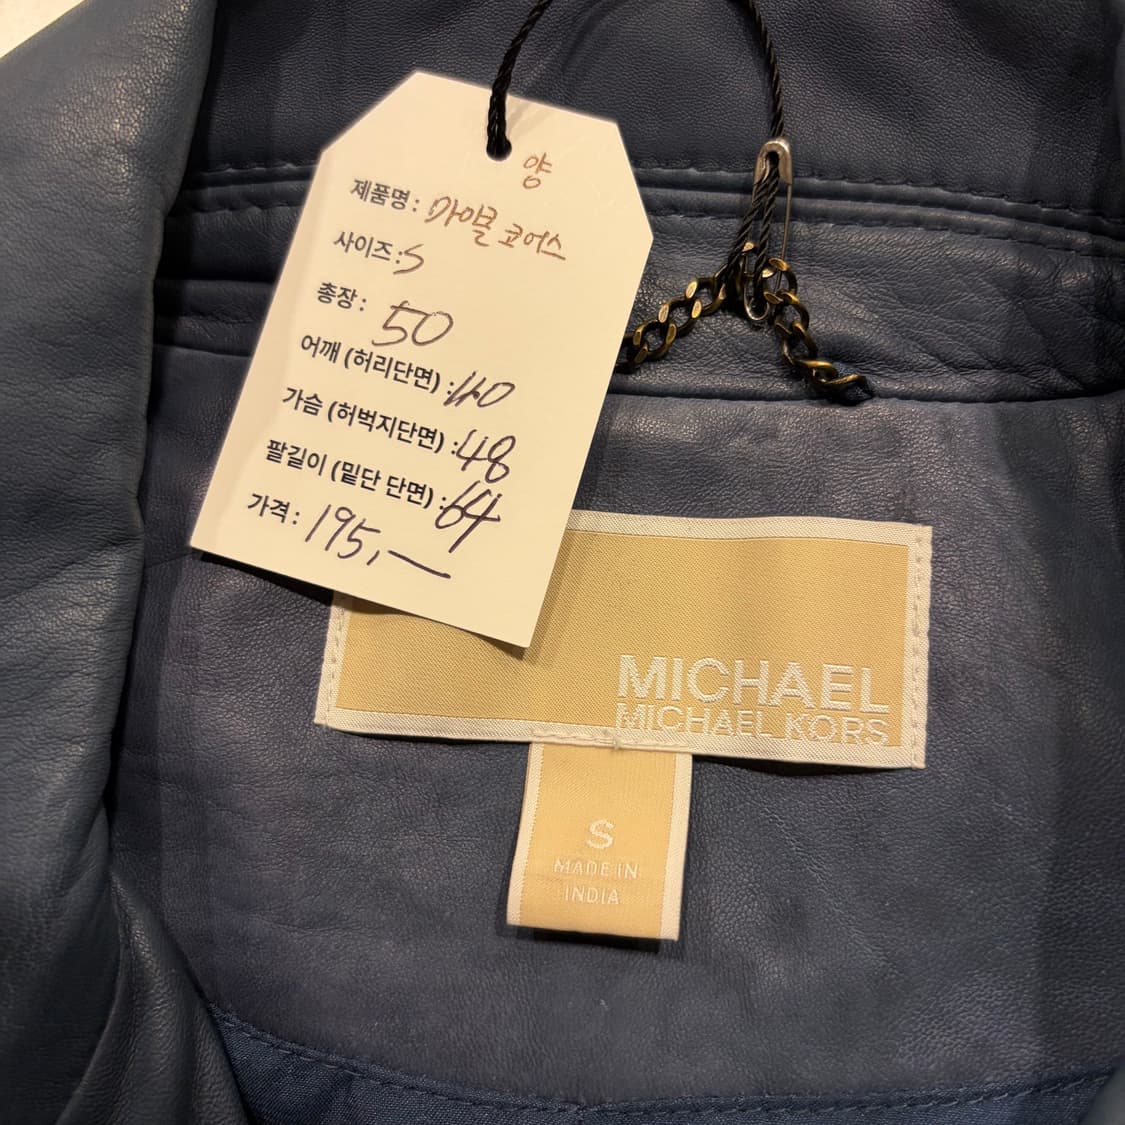 양
제품명 : 마이클 코어스
사이즈 : S
총장 : 50
어깨 (허리단면) : 40
가슴 (허벅지단면) : 48
팔길이 (밑단 단면) : 64
가격 : 195,-
MICHAEL
MICHAEL KORS
S
MADE IN
INDIA